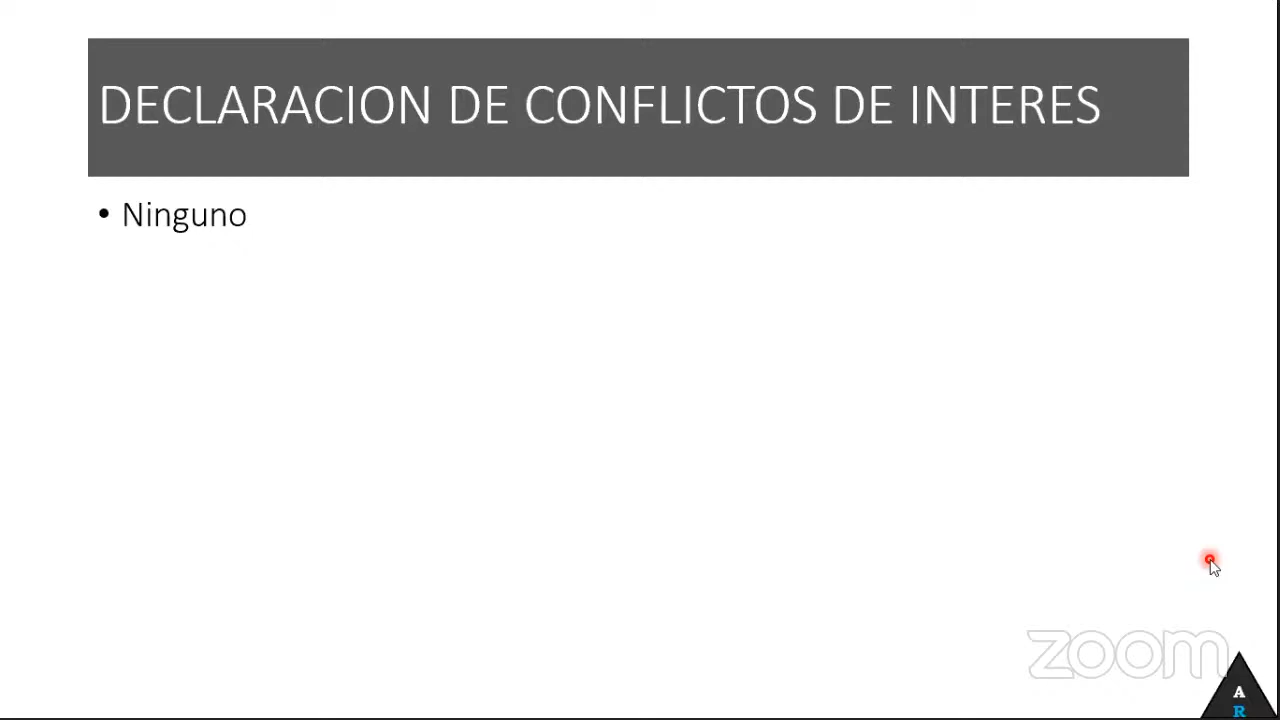 DECLARACION DE CONFLICTOS DE INTERES
• Ninguno
zoom
A
R